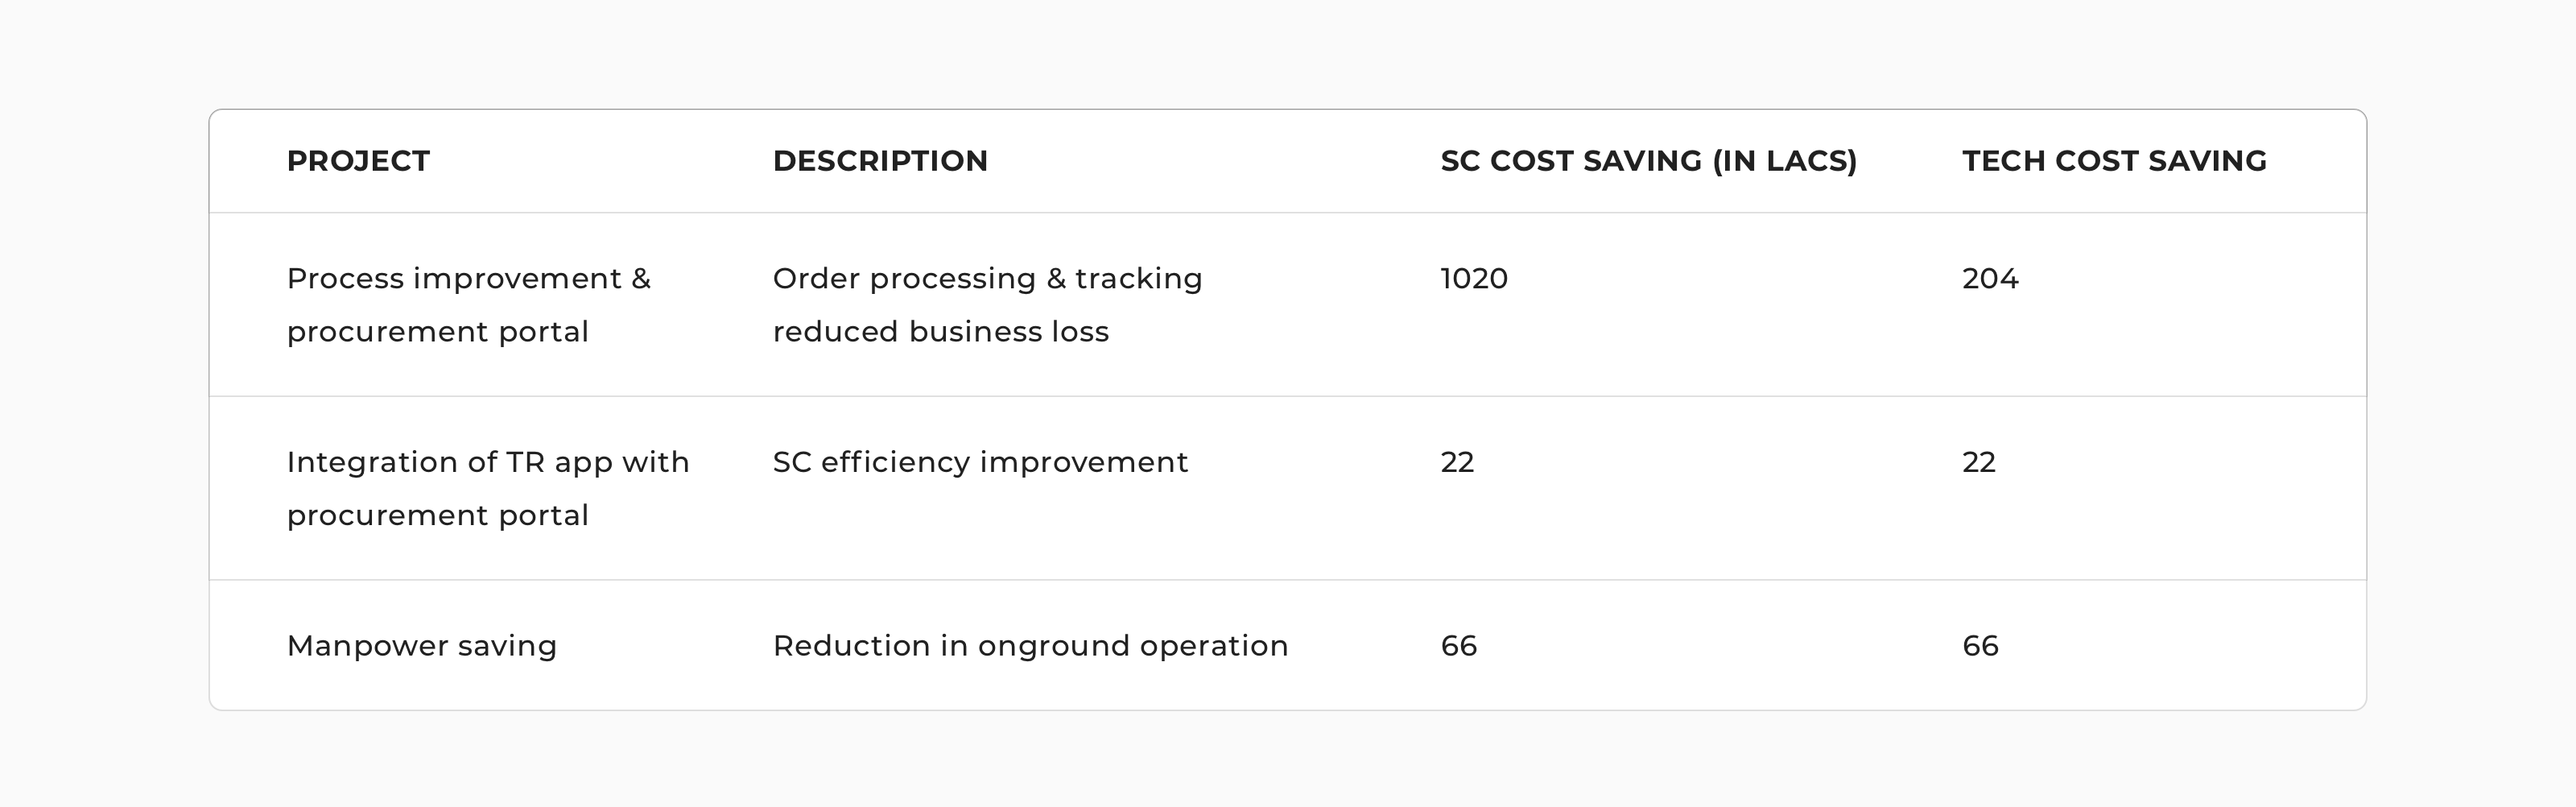 PROJECT DESCRIPTION SC COST SAVING (IN LACS) TECH COST SAVING
Process improvement & Order processing & tracking 1020 204
procurement portal reduced business loss
Integration of TR app with SC efficiency improvement 22 22
procurement portal
Manpower saving Reduction in onground operation 66 66